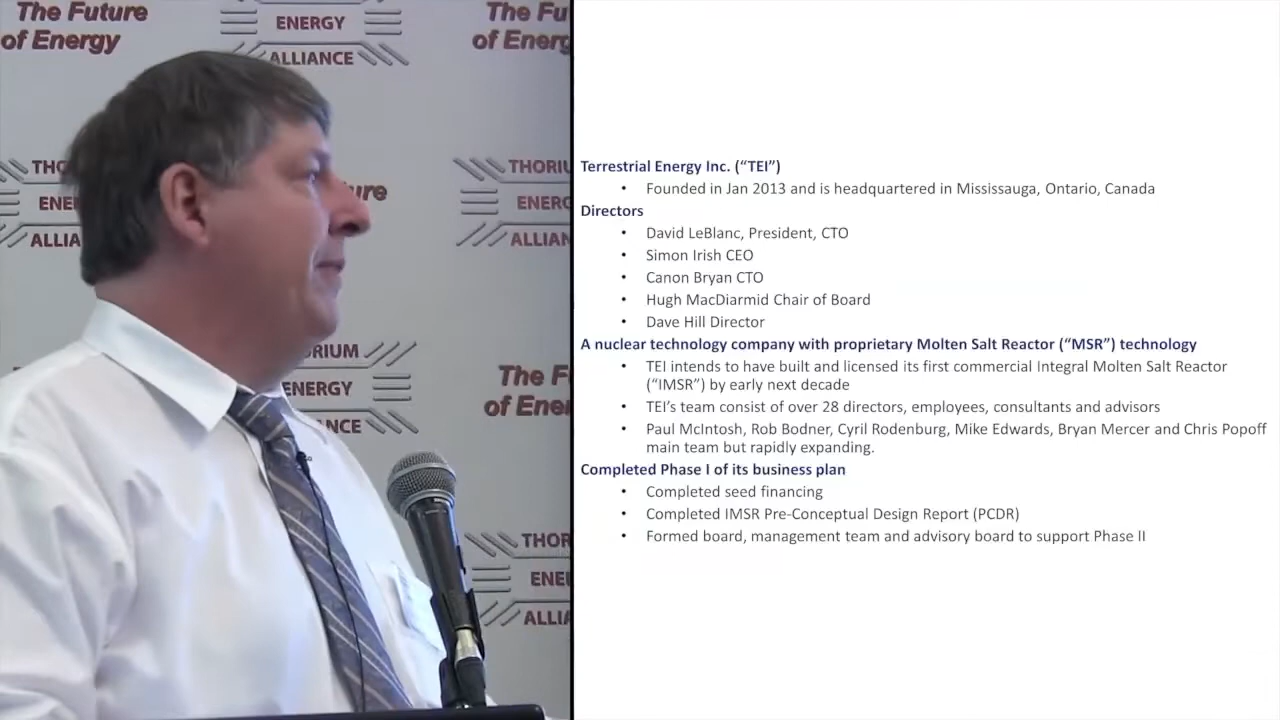 The Future
of Energy
ENERGY
ALLIANCE
The Future
of Energ
THO
ENE
ALLIA
ure
THORIU
ENERG
ALLIAN
ORIUM
ENERGY
NCE
The F
of Ene
THOR
ENE
ALLI
Terrestrial Energy Inc. (“TEI”)
• Founded in Jan 2013 and is headquartered in Mississauga, Ontario, Canada
Directors
• David LeBlanc, President, CTO
• Simon Irish CEO
• Canon Bryan CTO
• Hugh MacDiarmid Chair of Board
• Dave Hill Director
A nuclear technology company with proprietary Molten Salt Reactor (“MSR”) technology
• TEI intends to have built and licensed its first commercial Integral Molten Salt Reactor
(“IMSR”) by early next decade
• TEI’s team consist of over 28 directors, employees, consultants and advisors
• Paul McIntosh, Rob Bodner, Cyril Rodenburg, Mike Edwards, Bryan Mercer and Chris Popoff
main team but rapidly expanding.
Completed Phase I of its business plan
• Completed seed financing
• Completed IMSR Pre-Conceptual Design Report (PCDR)
• Formed board, management team and advisory board to support Phase II